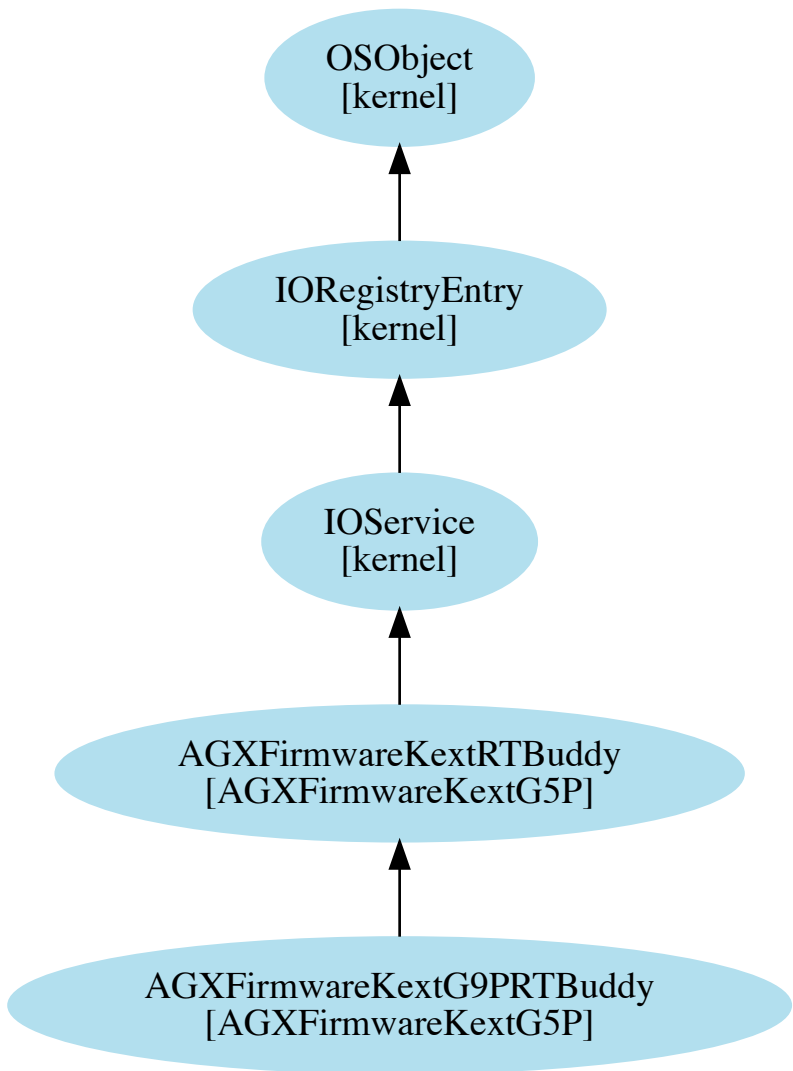 OSObject
[kernel]
IORegistryEntry
[kernel]
IOService
[kernel]
AGXFirmwareKextRTBuddy
[AGXFirmwareKextG5P]
AGXFirmwareKextG9PRTBuddy
[AGXFirmwareKextG5P]